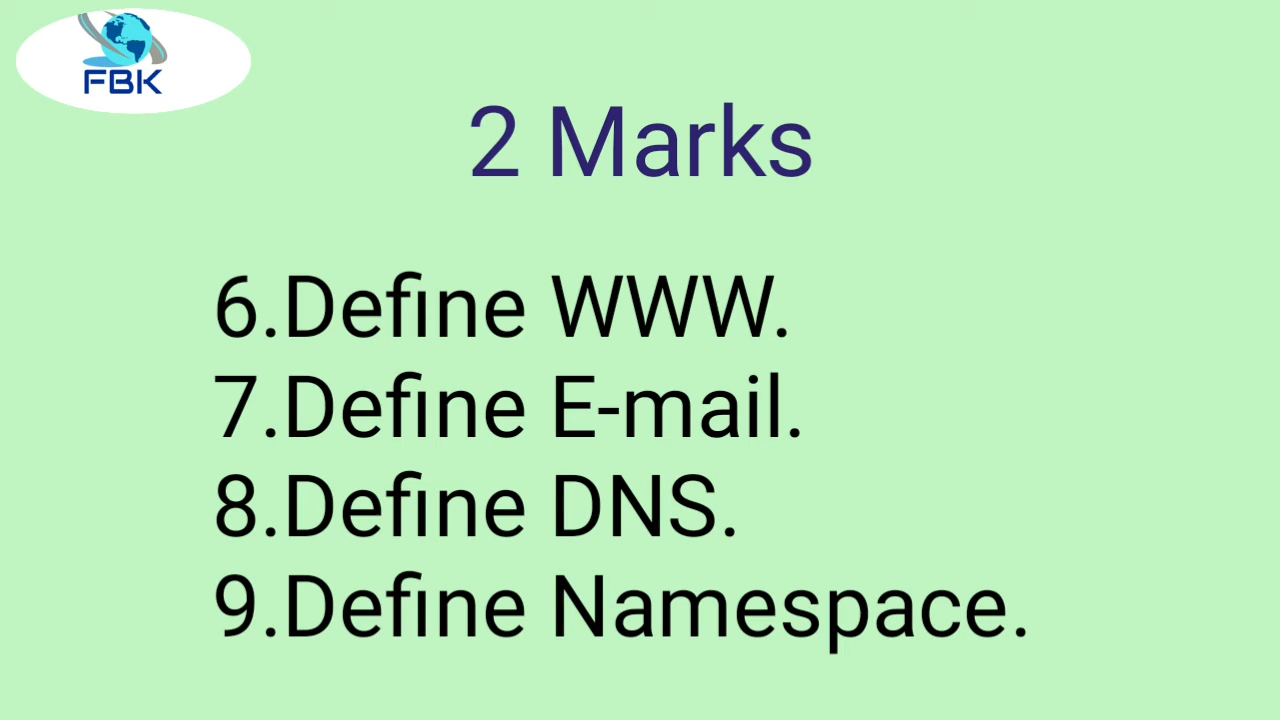 FBK
2 Marks
6.Define WWW.
7.Define E-mail.
8.Define DNS.
9.Define Namespace.